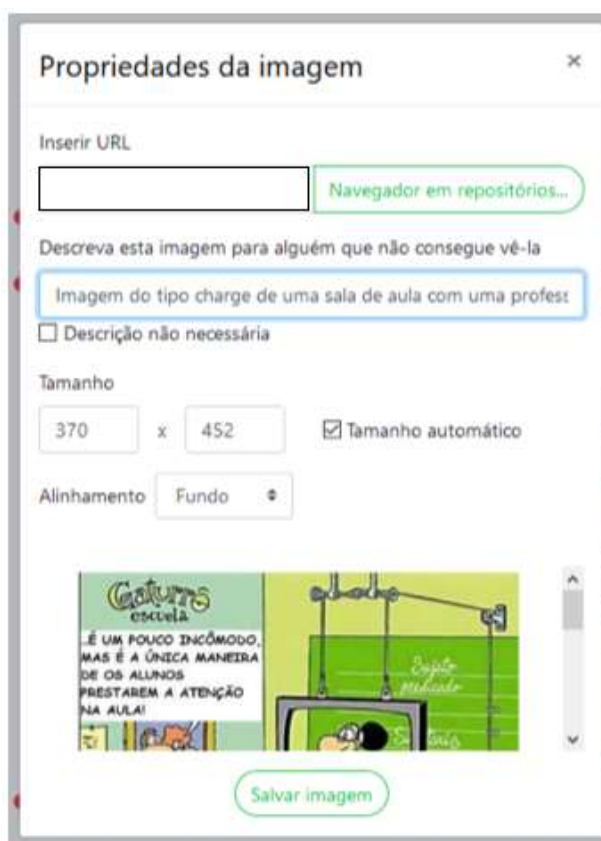 Propriedades da imagem ×
Inserir URL
Navegador em repositórios...
Descreva esta imagem para alguém que não consegue vê-la
Imagem do tipo charge de uma sala de aula com uma profess
Descrição não necessária
Tamanho
370 x 452 Tamanho automático
Alinhamento Fundo
Gaturro
escuela
...É UM POUCO INCÔMODO,
MAS É A ÚNICA MANEIRA
DE OS ALUNOS
PRESTAREM A ATENÇÃO
NA AULA!
Sujeto
predicado
Salvar imagem